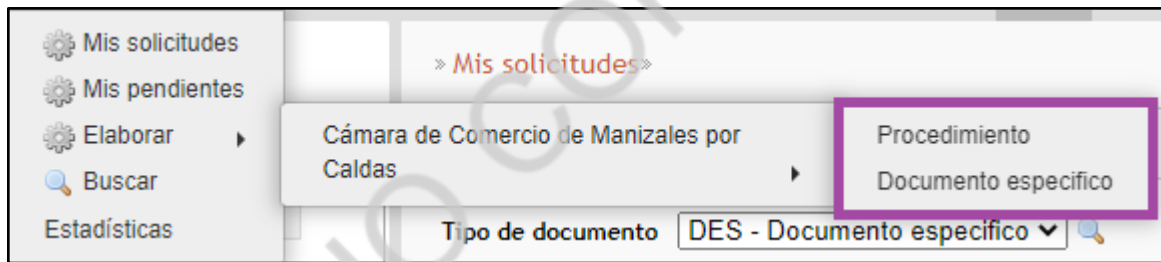 Mis solicitudes
Mis pendientes
Elaborar
Buscar
Estadísticas
» Mis solicitudes»
Cámara de Comercio de Manizales por
Caldas
Procedimiento
Documento especifico
Tipo de documento DES - Documento especifico